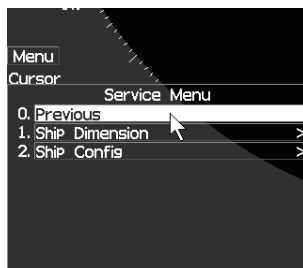 Menu
Cursor
Service Menu
0. Previous
1. Ship Dimension >
2. Ship Config >